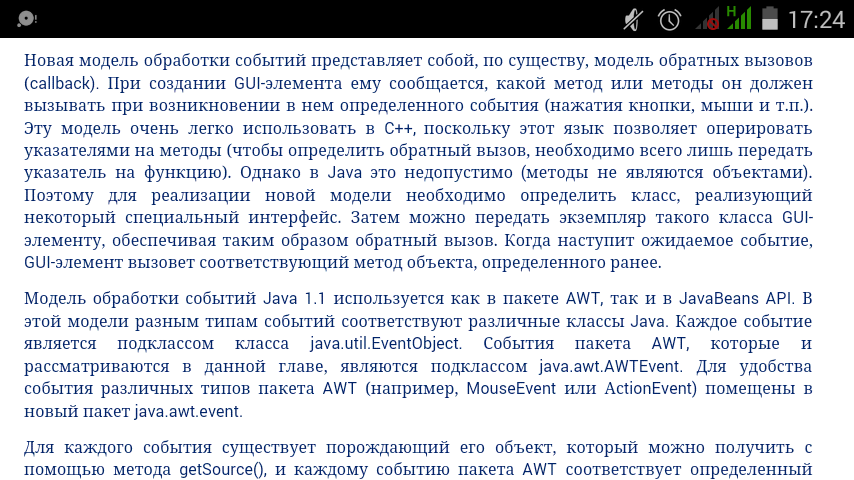 H
17:24
Новая модель обработки событий представляет собой, по существу, модель обратных вызовов
(callback). При создании GUI-элемента ему сообщается, какой метод или методы он должен
вызывать при возникновении в нем определенного события (нажатия кнопки, мыши и т.п.).
Эту модель очень легко использовать в C++, поскольку этот язык позволяет оперировать
указателями на методы (чтобы определить обратный вызов, необходимо всего лишь передать
указатель на функцию). Однако в Java это недопустимо (методы не являются объектами).
Поэтому для реализации новой модели необходимо определить класс, реализующий
некоторый специальный интерфейс. Затем можно передать экземпляр такого класса GUI-
элементу, обеспечивая таким образом обратный вызов. Когда наступит ожидаемое событие,
GUI-элемент вызовет соответствующий метод объекта, определенного ранее.
Модель обработки событий Java 1.1 используется как в пакете AWT, так и в JavaBeans API. В
этой модели разным типам событий соответствуют различные классы Java. Каждое событие
является подклассом класса java.util.EventObject. События пакета AWT, которые и
рассматриваются в данной главе, являются подклассом java.awt.AWTEvent. Для удобства
события различных типов пакета AWT (например, MouseEvent или ActionEvent) помещены в
новый пакет java.awt.event.
Для каждого события существует порождающий его объект, который можно получить с
помощью метода getSource(), и каждому событию пакета AWT соответствует определенный